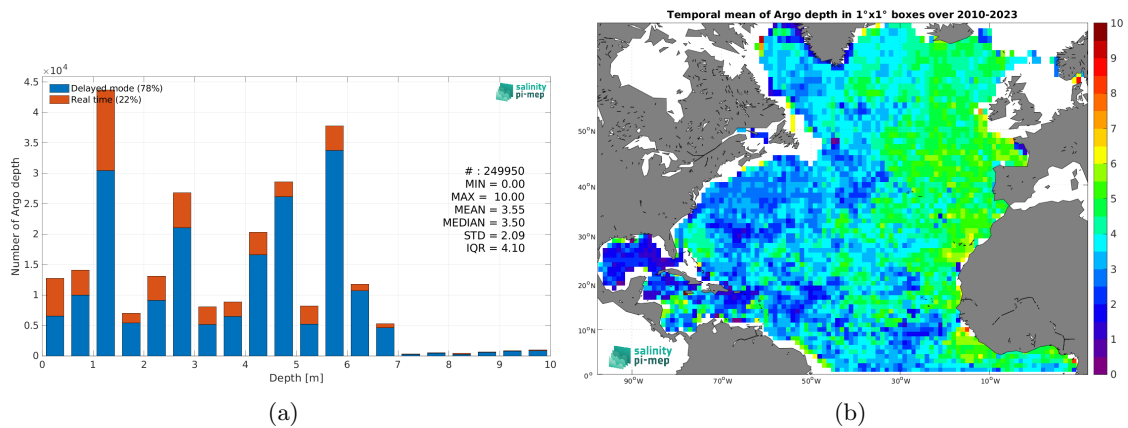 ×10⁴
4.5
4
3.5
3
2.5
2
1.5
1
0.5
0
Number of Argo depth
Delayed mode (78%)
Real time (22%)
salinity
pi-mep
# : 249950
MIN = 0.00
MAX = 10.00
MEAN = 3.55
MEDIAN = 3.50
STD = 2.09
IQR = 4.10
0 1 2 3 4 5 6 7 8 9 10
Depth [m]
(a)
Temporal mean of Argo depth in 1°x1° boxes over 2010-2023
50°N
40°N
30°N
20°N
10°N
0°
90°W 70°W 50°W 30°W 10°W
salinity
pi-mep
10
9
8
7
6
5
4
3
2
1
0
(b)